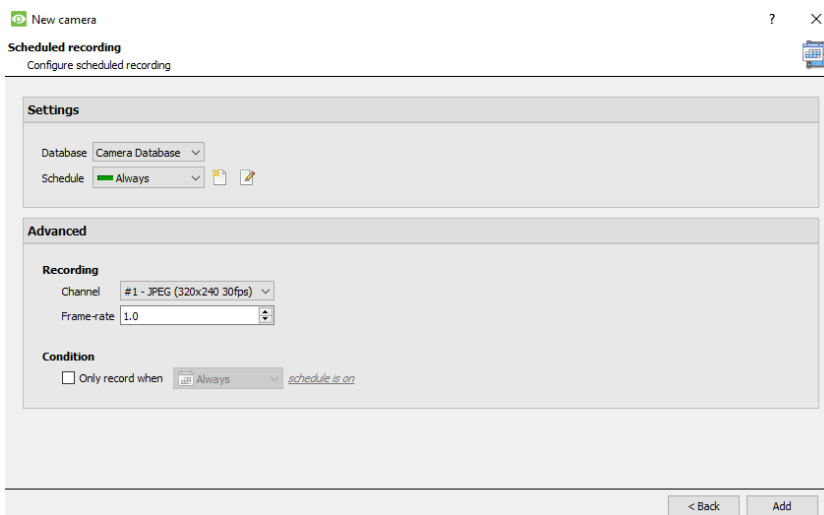 New camera
Scheduled recording
Configure scheduled recording
Settings
Database Camera Database
Schedule Always
Advanced
Recording
Channel #1 - JPEG (320x240 30fps)
Frame-rate 1.0
Condition
Only record when Always schedule is on
< Back Add